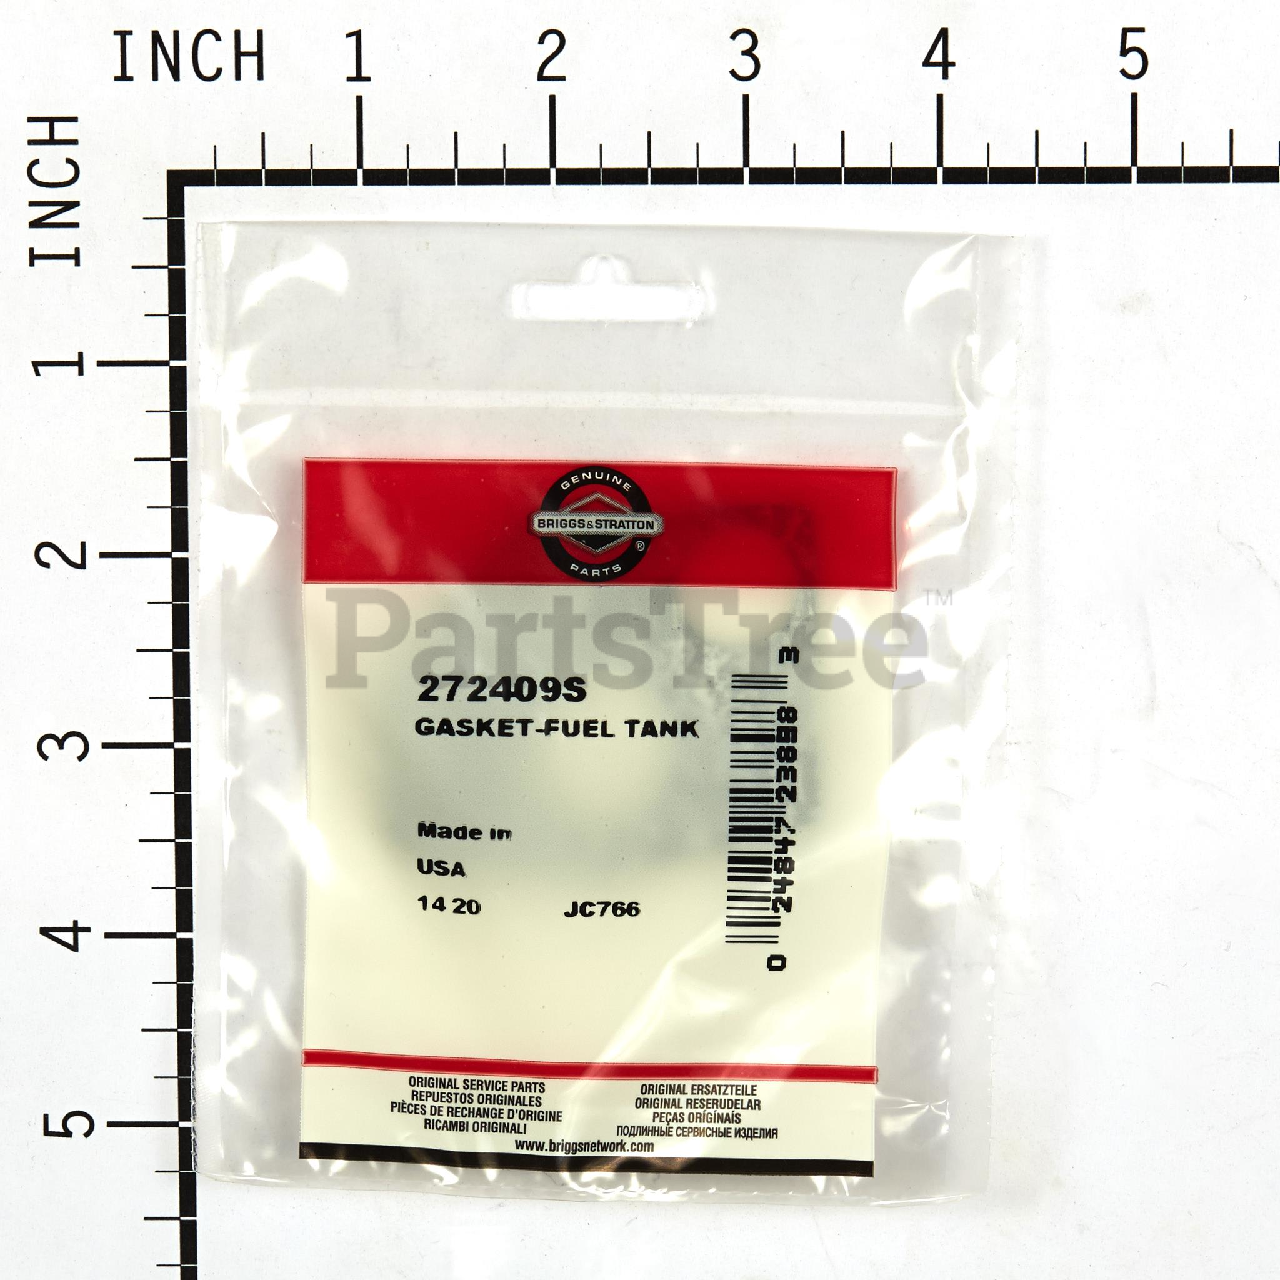 INCH 1 2 3 4 5
INCH
1
2
3
4
5
GENUINE
BRIGGS&STRATTON
®
PARTS
PartsTree™
272409S
GASKET-FUEL TANK
Made in
USA
14 20 JC766
0 24847 23898 3
ORIGINAL SERVICE PARTS
REPUESTOS ORIGINALES
PIÈCES DE RECHANGE D'ORIGINE
RICAMBI ORIGINALI
ORIGINAL ERSATZTEILE
ORIGINAL RESERUDELAR
PEÇAS ORIGINAIS
ПОДЛИННЫЕ СЕРВИСНЫЕ ИЗДЕЛИЯ
www.briggsnetwork.com